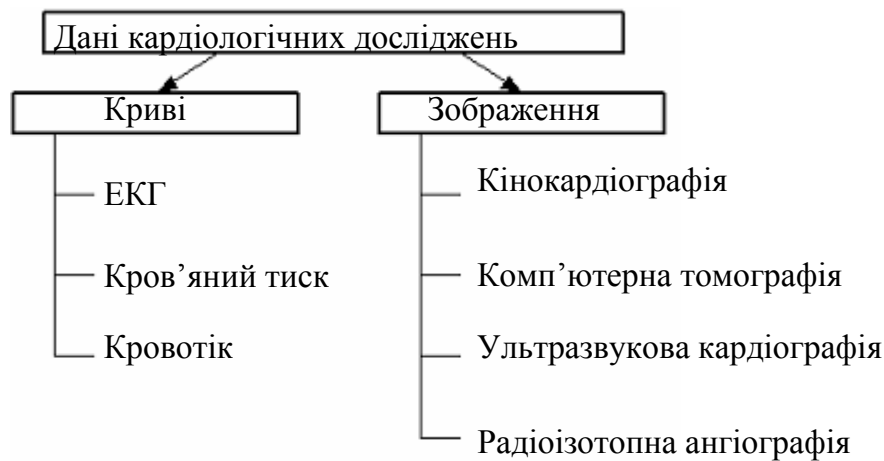 Дані кардіологічних досліджень
Криві
Зображення
ЕКГ
Кров’яний тиск
Кровотік
Кінокардіографія
Комп’ютерна томографія
Ультразвукова кардіографія
Радіоізотопна ангіографія